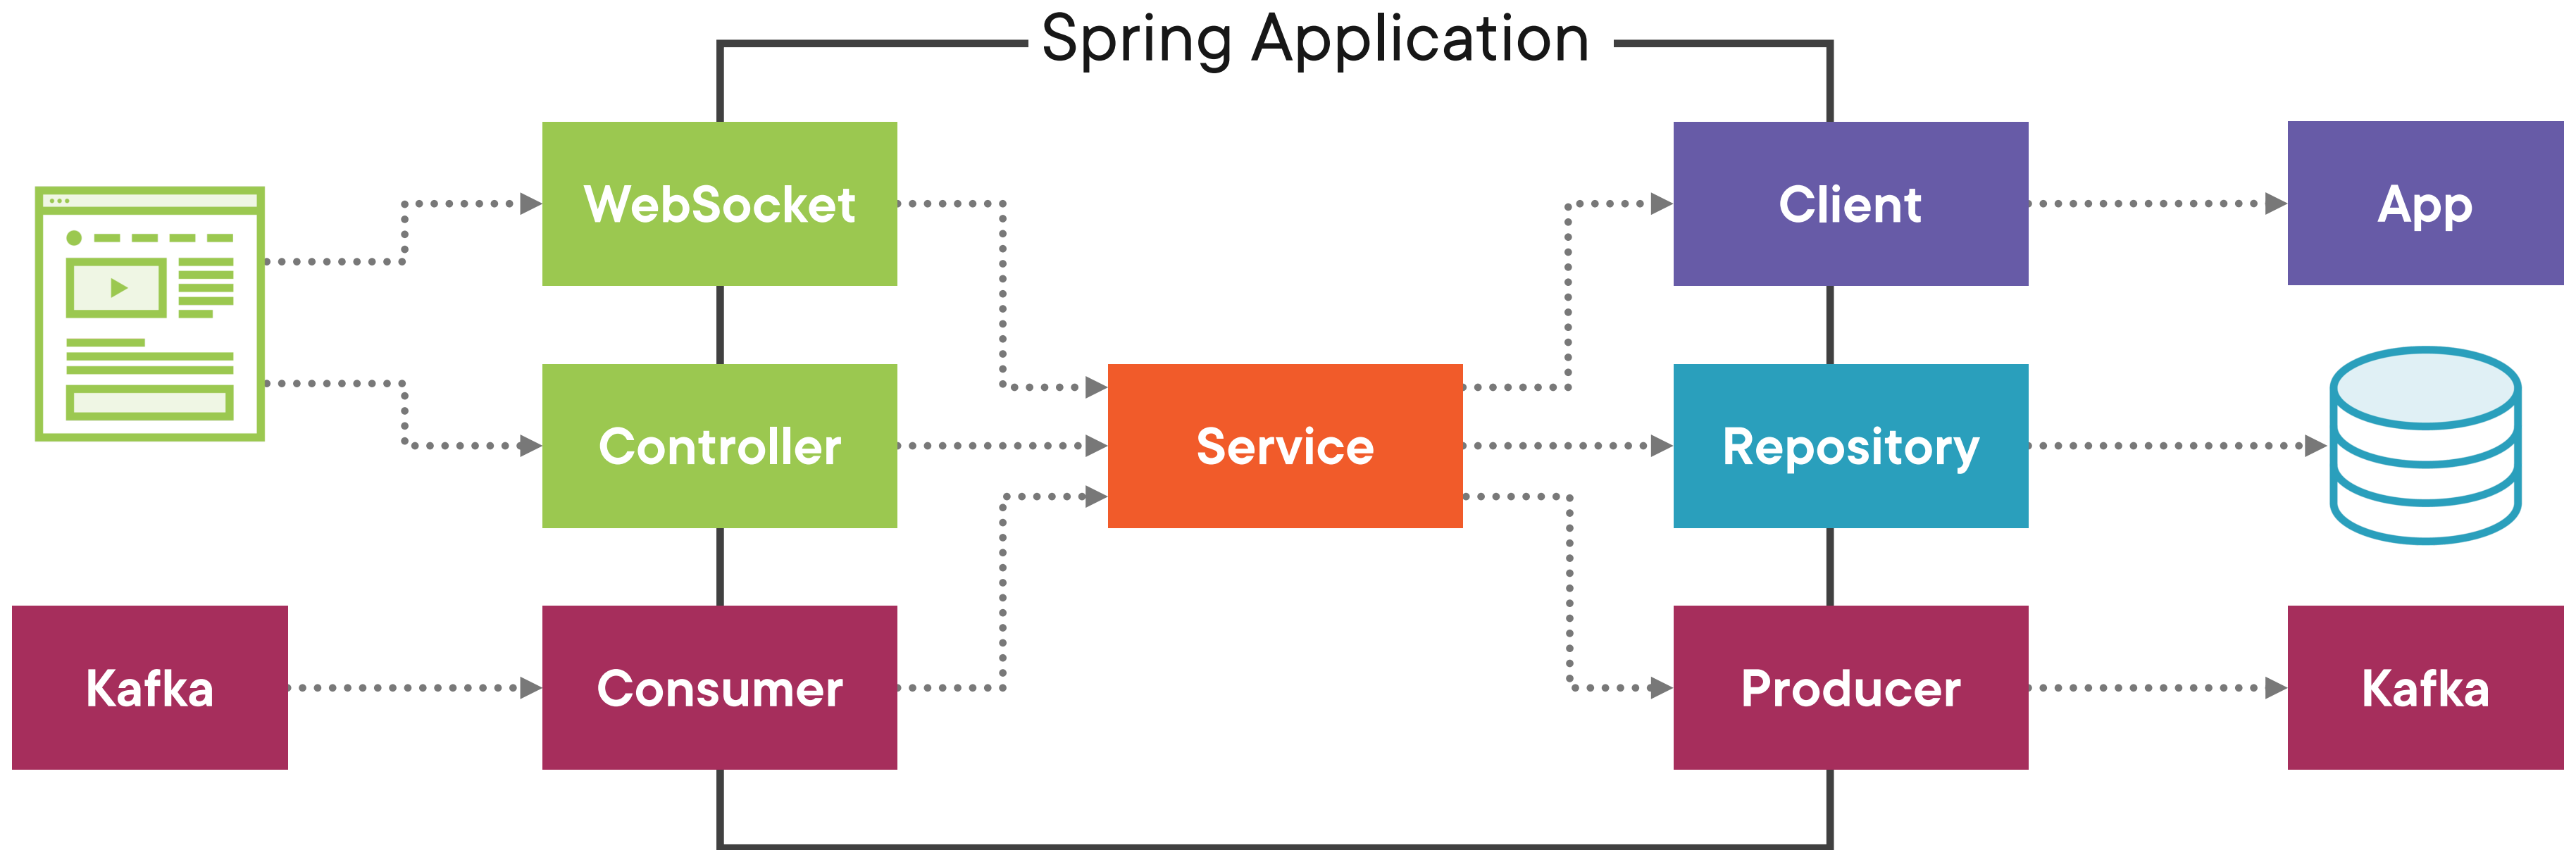 Spring Application
WebSocket
Client
App
Controller
Service
Repository
Kafka
Consumer
Producer
Kafka